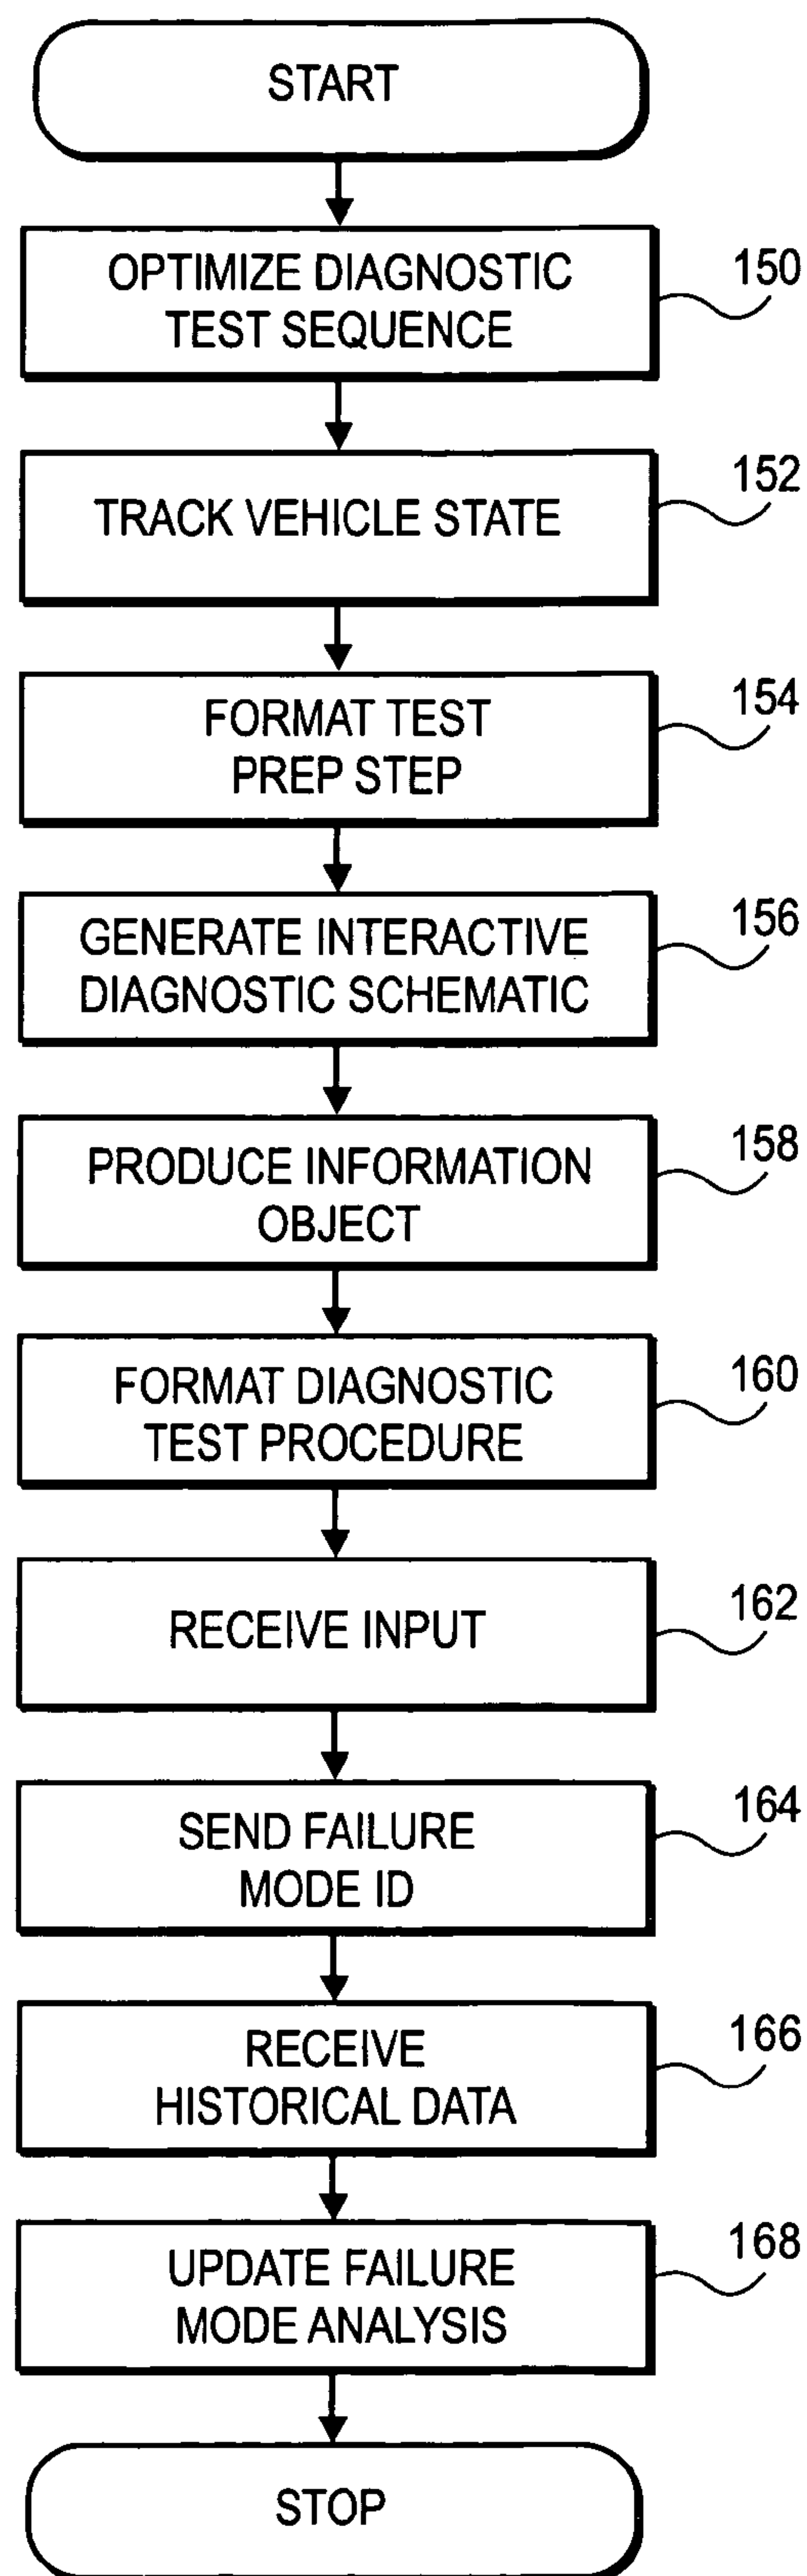 START
OPTIMIZE DIAGNOSTIC
TEST SEQUENCE
150
TRACK VEHICLE STATE
152
FORMAT TEST
PREP STEP
154
GENERATE INTERACTIVE
DIAGNOSTIC SCHEMATIC
156
PRODUCE INFORMATION
OBJECT
158
FORMAT DIAGNOSTIC
TEST PROCEDURE
160
RECEIVE INPUT
162
SEND FAILURE
MODE ID
164
RECEIVE
HISTORICAL DATA
166
UPDATE FAILURE
MODE ANALYSIS
168
STOP